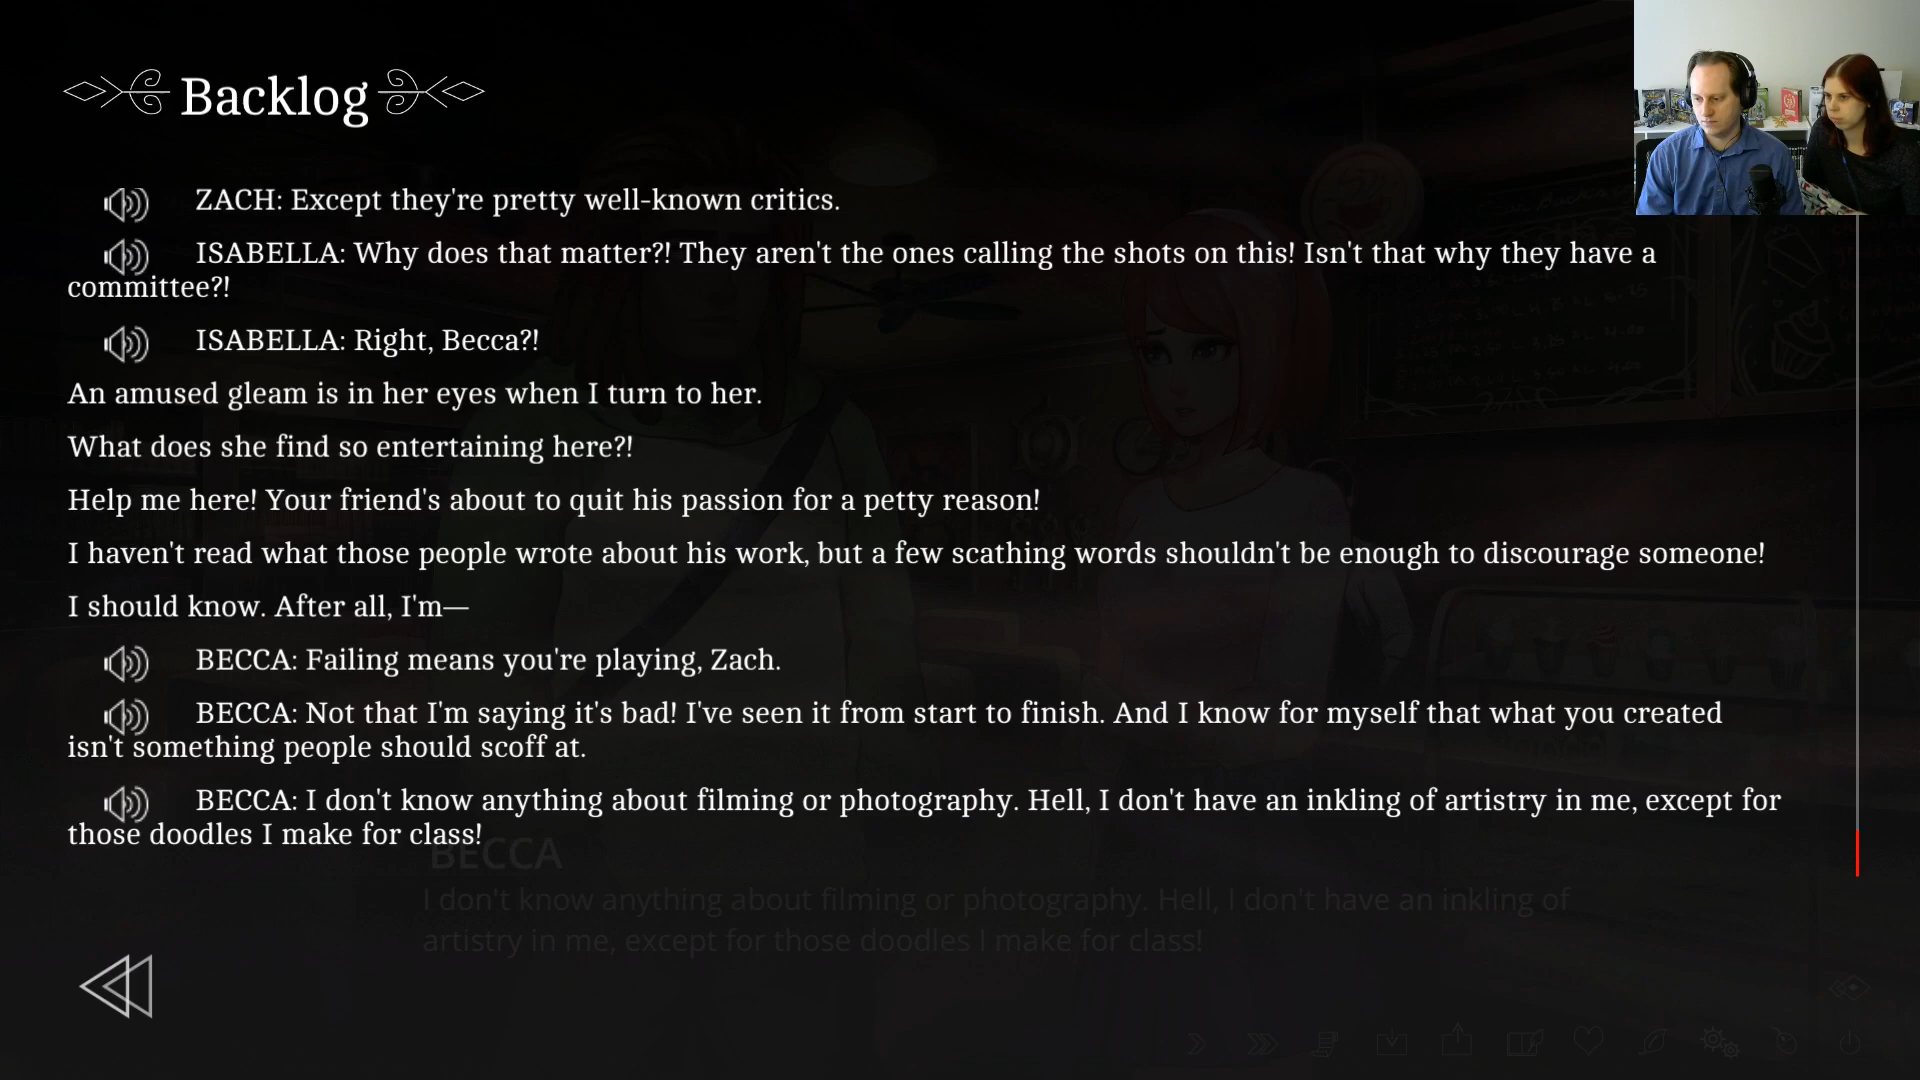 Backlog
ZACH: Except they're pretty well-known critics.
ISABELLA: Why does that matter?! They aren't the ones calling the shots on this! Isn't that why they have a
committee?!
ISABELLA: Right, Becca?!
An amused gleam is in her eyes when I turn to her.
What does she find so entertaining here?!
Help me here! Your friend's about to quit his passion for a petty reason!
I haven't read what those people wrote about his work, but a few scathing words shouldn't be enough to discourage someone!
I should know. After all, I'm—
BECCA: Failing means you're playing, Zach.
BECCA: Not that I'm saying it's bad! I've seen it from start to finish. And I know for myself that what you created
isn't something people should scoff at.
BECCA: I don't know anything about filming or photography. Hell, I don't have an inkling of artistry in me, except for
those doodles I make for class!
BECCA
I don't know anything about filming or photography. Hell, I don't have an inkling of
artistry in me, except for those doodles I make for class!